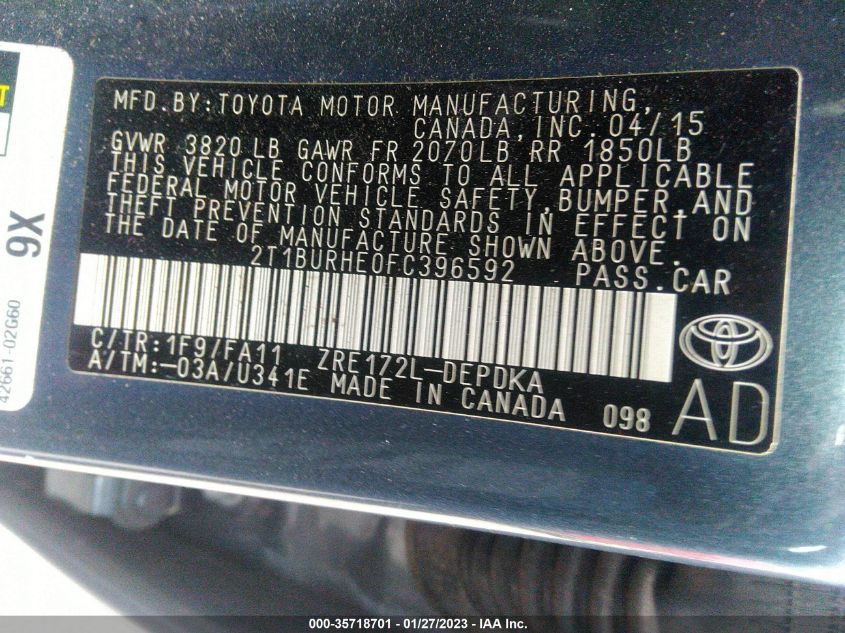 MFD.BY:TOYOTA MOTOR MANUFACTURING,
CANADA,INC.04/15
GVWR 3820 LB GAWR FR 2070LB RR 1850LB
THIS VEHICLE CONFORMS TO ALL APPLICABLE
FEDERAL MOTOR VEHICLE SAFETY,BUMPER,AND
THEFT PREVENTION STANDARDS IN EFFECT ON
THE DATE OF MANUFACTURE SHOWN ABOVE.
2T1BURHE0FC396592 PASS.CAR
C/TR:1F9/FA11 ZRE172L-DEPDKA
A/TM:-03A/U341E MADE IN CANADA 098
AD
9X
42661-02G60
000-35718701 - 01/27/2023 - © IAA Inc.